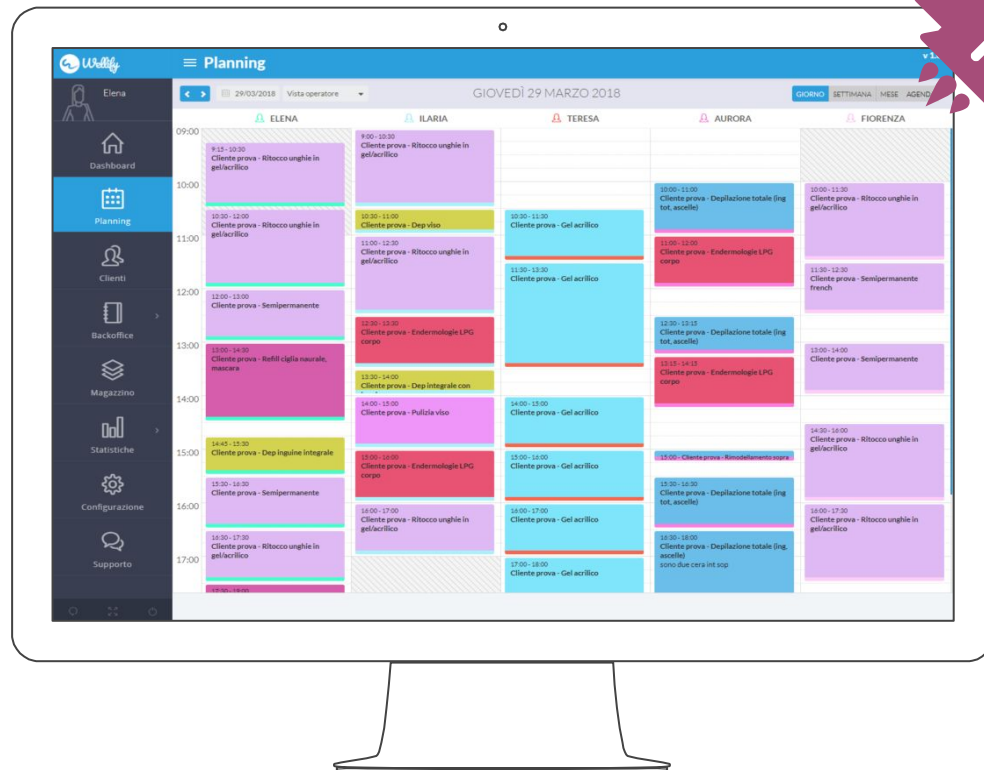 Wellify
Planning
v 1.
Elena
29/03/2018
Vista operatore
GIOVEDÌ 29 MARZO 2018
GIORNO
SETTIMANA
MESE
AGEND
ELENA
ILARIA
TERESA
AURORA
FIORENZA
Dashboard
Planning
Clienti
Backoffice
Magazzino
Statistiche
Configurazione
Supporto
09:00
10:00
11:00
12:00
13:00
14:00
15:00
16:00
17:00
9:15 - 10:30
Cliente prova - Ritocco unghie in
gel/acrilico
10:30 - 12:00
Cliente prova - Ritocco unghie in
gel/acrilico
12:00 - 13:00
Cliente prova - Semipermanente
13:00 - 14:30
Cliente prova - Refill ciglia naurale,
mascara
14:45 - 15:30
Cliente prova - Dep inguine integrale
15:30 - 16:30
Cliente prova - Semipermanente
16:30 - 17:30
Cliente prova - Ritocco unghie in
gel/acrilico
17:30 - 18:00
9:00 - 10:30
Cliente prova - Ritocco unghie in
gel/acrilico
10:30 - 11:00
Cliente prova - Dep viso
11:00 - 12:30
Cliente prova - Ritocco unghie in
gel/acrilico
12:30 - 13:30
Cliente prova - Endermologie LPG
corpo
13:30 - 14:00
Cliente prova - Dep integrale con
14:00 - 15:00
Cliente prova - Pulizia viso
15:00 - 16:00
Cliente prova - Endermologie LPG
corpo
16:00 - 17:00
Cliente prova - Ritocco unghie in
gel/acrilico
10:30 - 11:30
Cliente prova - Gel acrilico
11:30 - 13:30
Cliente prova - Gel acrilico
14:00 - 15:00
Cliente prova - Gel acrilico
15:00 - 16:00
Cliente prova - Gel acrilico
16:00 - 17:00
Cliente prova - Gel acrilico
17:00 - 18:00
Cliente prova - Gel acrilico
10:00 - 11:00
Cliente prova - Depilazione totale (ing
tot, ascelle)
11:00 - 12:00
Cliente prova - Endermologie LPG
corpo
12:30 - 13:15
Cliente prova - Depilazione totale (ing
tot, ascelle)
13:15 - 14:15
Cliente prova - Endermologie LPG
corpo
15:00 - Cliente prova - Rimodellamento sopra
15:30 - 16:30
Cliente prova - Depilazione totale (ing
tot, ascelle)
16:30 - 18:00
Cliente prova - Depilazione totale (ing,
ascelle)
sono due cera int sop
10:00 - 11:30
Cliente prova - Ritocco unghie in
gel/acrilico
11:30 - 12:30
Cliente prova - Semipermanente
french
13:00 - 14:00
Cliente prova - Semipermanente
14:30 - 16:00
Cliente prova - Ritocco unghie in
gel/acrilico
16:00 - 17:30
Cliente prova - Ritocco unghie in
gel/acrilico